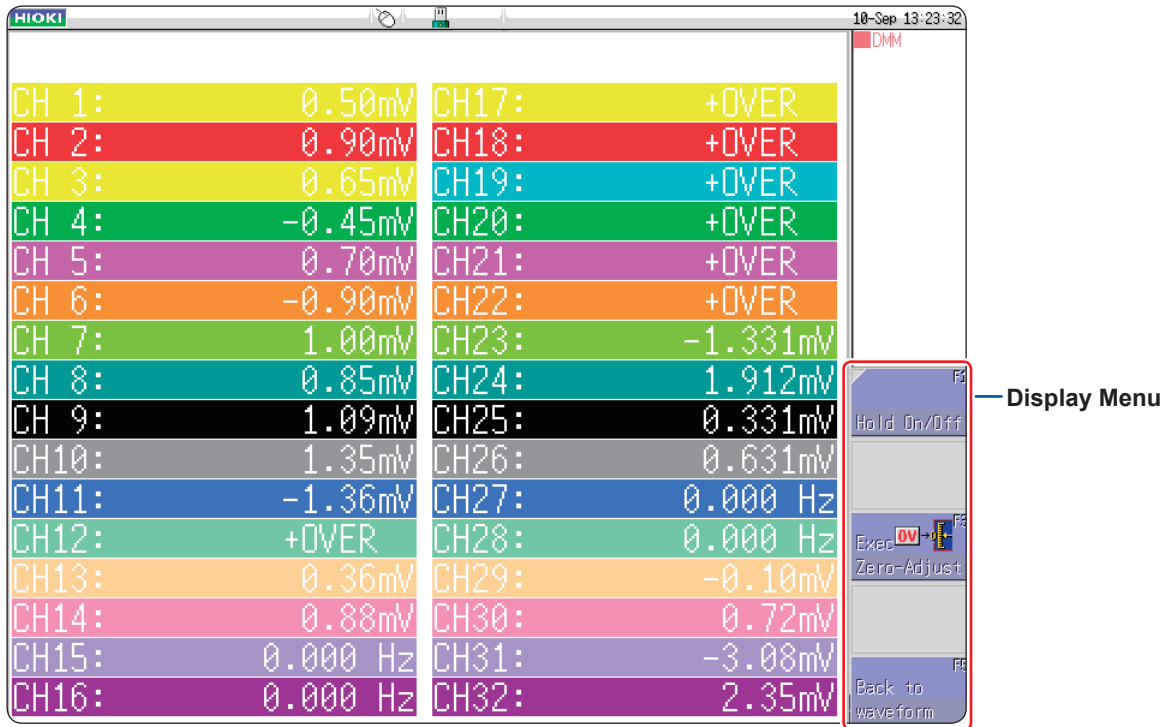 HIOKI
10-Sep 13:23:32
DMM
CH 1: 0.50mV CH17: +OVER
CH 2: 0.90mV CH18: +OVER
CH 3: 0.65mV CH19: +OVER
CH 4: -0.45mV CH20: +OVER
CH 5: 0.70mV CH21: +OVER
CH 6: -0.90mV CH22: +OVER
CH 7: 1.00mV CH23: -1.331mV
CH 8: 0.85mV CH24: 1.912mV
CH 9: 1.09mV CH25: 0.331mV
CH10: 1.35mV CH26: 0.631mV
CH11: -1.36mV CH27: 0.000 Hz
CH12: +OVER CH28: 0.000 Hz
CH13: 0.36mV CH29: -0.10mV
CH14: 0.88mV CH30: 0.72mV
CH15: 0.000 Hz CH31: -3.08mV
CH16: 0.000 Hz CH32: 2.35mV
F1
Hold On/Off
F3
Exec 0V→0
Zero-Adjust
F5
Back to
waveform
Display Menu